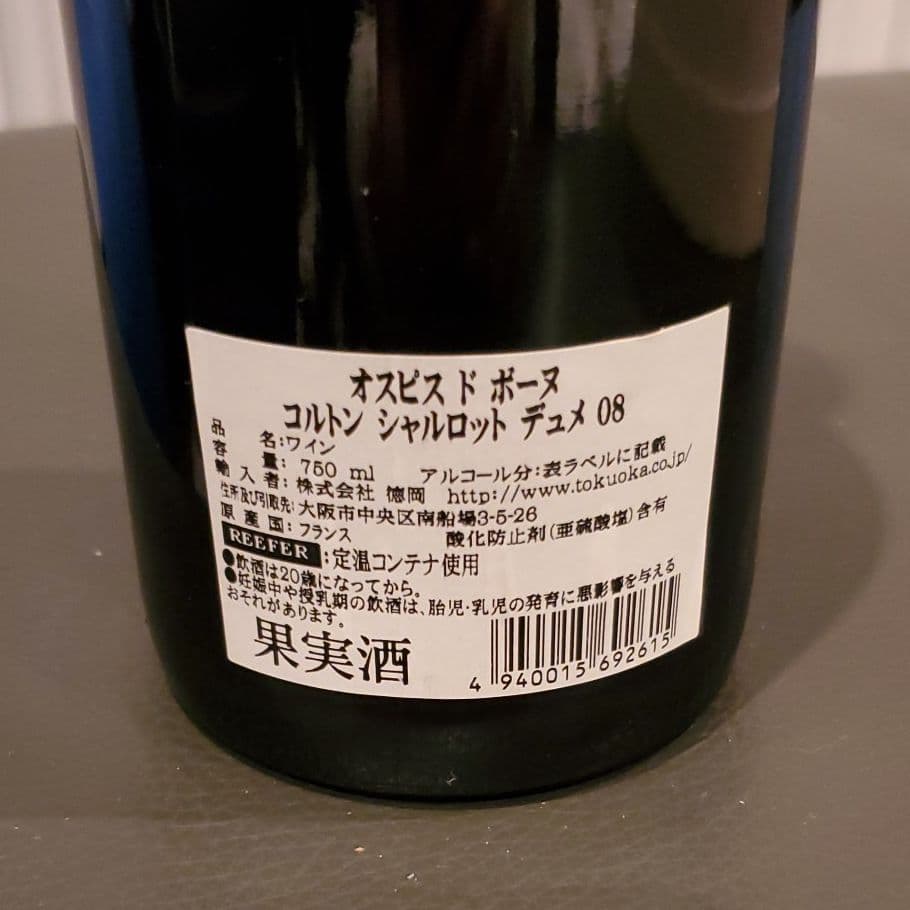 オスピス ド ボーヌ
コルトン シャルロット デュメ 08
品 名:ワイン
容 量: 750 ml アルコール分:表ラベルに記載
輸 入 者: 株式会社 徳岡 http://www.tokuoka.co.jp/
住所及び引取先: 大阪市中央区南船場3-5-26
原 産 国: フランス 酸化防止剤(亜硫酸塩)含有
REEFER :定温コンテナ使用
●飲酒は20歳になってから。
●妊娠中や授乳期の飲酒は、胎児・乳児の発育に悪影響を与える
おそれがあります。
果実酒
4 940015 692615